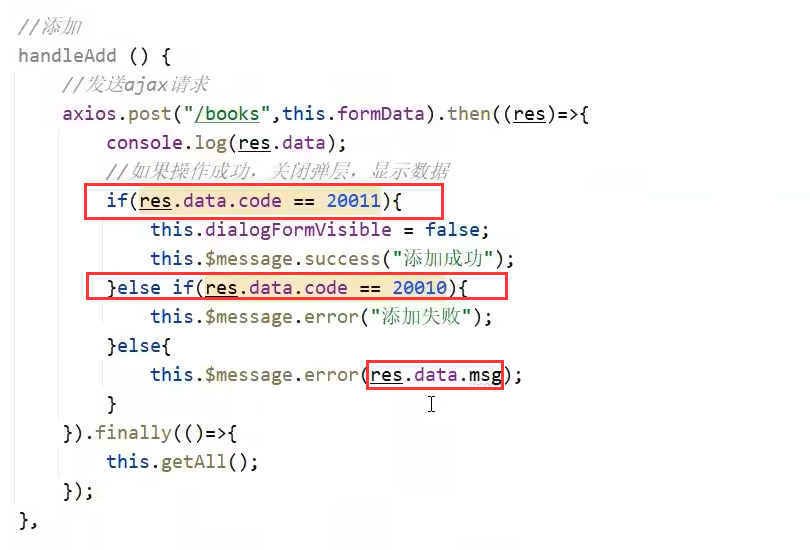 //添加
handleAdd () {
    //发送ajax请求
    axios.post("/books",this.formData).then((res)=>{
        console.log(res.data);
        //如果操作成功，关闭弹层，显示数据
        if(res.data.code == 20011){
            this.dialogFormVisible = false;
            this.$message.success("添加成功");
        }else if(res.data.code == 20010){
            this.$message.error("添加失败");
        }else{
            this.$message.error(res.data.msg);
        }
    }).finally(()=>{
        this.getAll();
    });
},